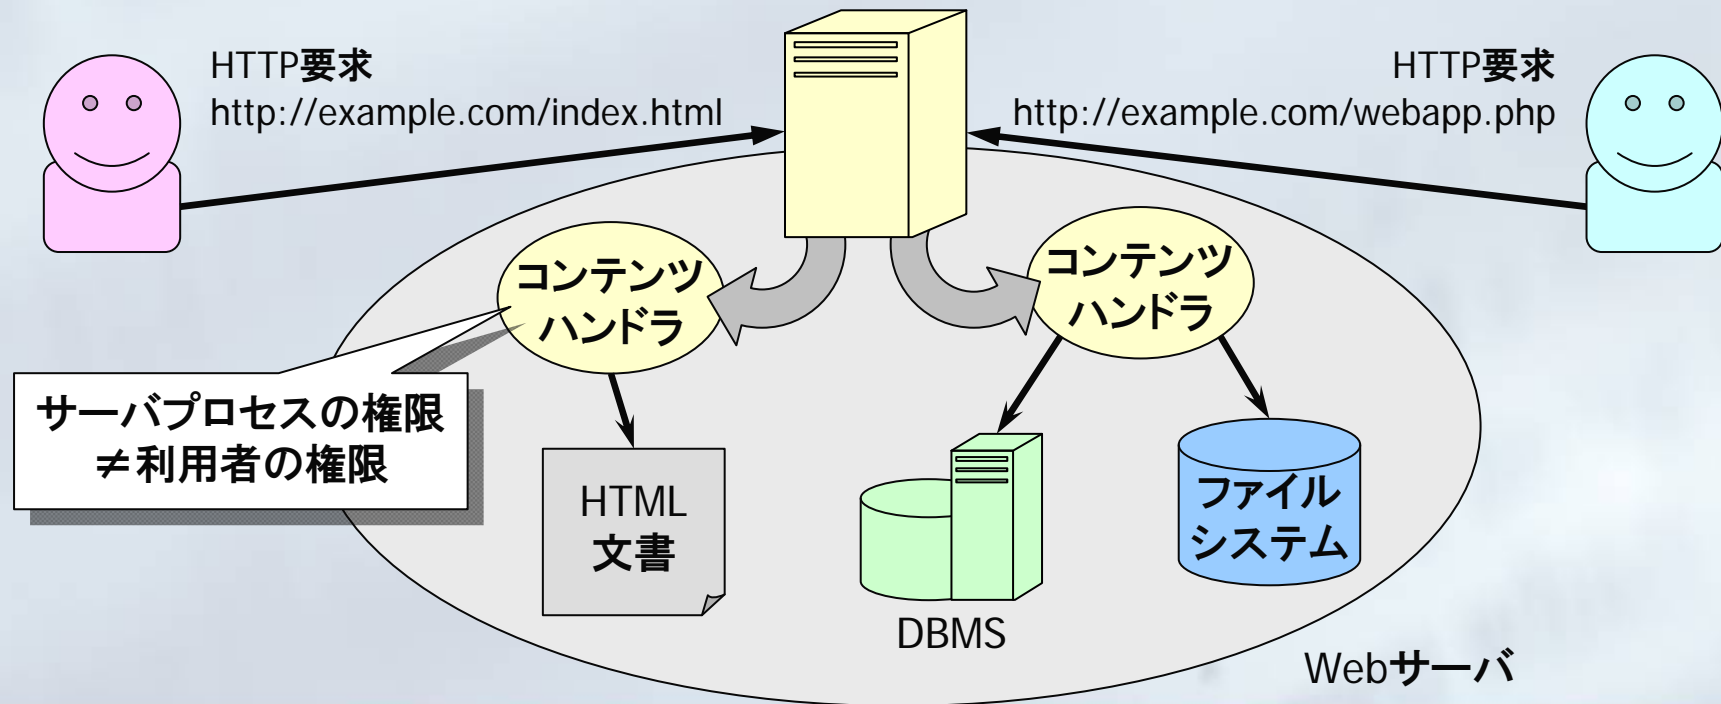 HTTP要求
http://example.com/index.html
HTTP要求
http://example.com/webapp.php
コンテンツ
ハンドラ
コンテンツ
ハンドラ
サーバプロセスの権限
≠利用者の権限
HTML
文書
DBMS
ファイル
システム
Webサーバ